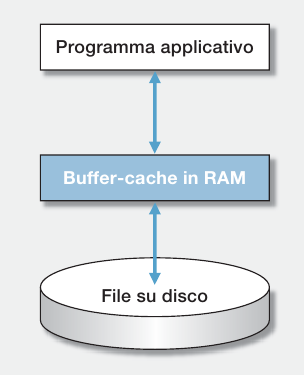 Programma applicativo
Buffer-cache in RAM
File su disco